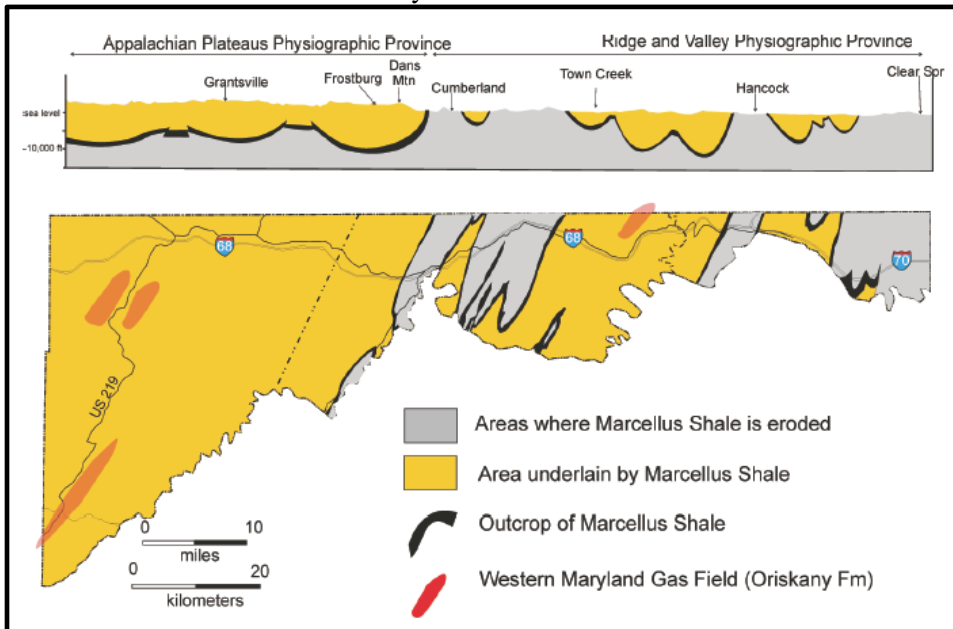 Appalachian Plateaus Physiographic Province
Ridge and Valley Physiographic Province
Grantsville
Frostburg
Dans
Mtn
Cumberland
Town Creek
Hancock
Clear Spr
sea level
-10,000 ft
68
68
70
US 219
0 10
miles
0 20
kilometers
Areas where Marcellus Shale is eroded
Area underlain by Marcellus Shale
Outcrop of Marcellus Shale
Western Maryland Gas Field (Oriskany Fm)